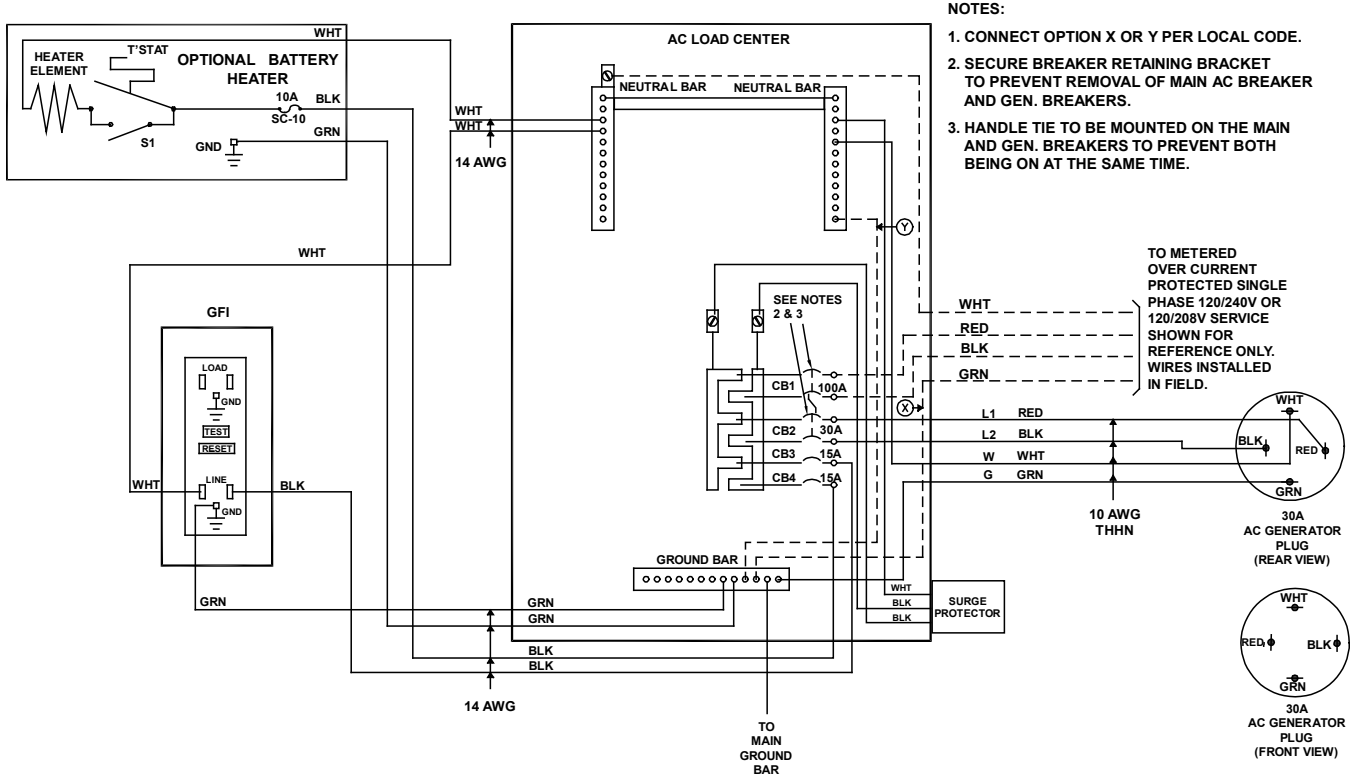 NOTES:
1. CONNECT OPTION X OR Y PER LOCAL CODE.
2. SECURE BREAKER RETAINING BRACKET
TO PREVENT REMOVAL OF MAIN AC BREAKER
AND GEN. BREAKERS.
3. HANDLE TIE TO BE MOUNTED ON THE MAIN
AND GEN. BREAKERS TO PREVENT BOTH
BEING ON AT THE SAME TIME.
WHT
HEATER
ELEMENT
T'STAT
OPTIONAL BATTERY
HEATER
10A
SC-10
BLK
S1
GND
GRN
WHT
WHT
14 AWG
WHT
AC LOAD CENTER
NEUTRAL BAR
NEUTRAL BAR
Y
SEE NOTES
2 & 3
CB1
100A
CB2
30A
CB3
15A
CB4
15A
X
WHT
RED
BLK
GRN
TO METERED
OVER CURRENT
PROTECTED SINGLE
PHASE 120/240V OR
120/208V SERVICE
SHOWN FOR
REFERENCE ONLY.
WIRES INSTALLED
IN FIELD.
L1 RED
L2 BLK
W WHT
G GRN
10 AWG
THHN
WHT
BLK
RED
GRN
30A
AC GENERATOR
PLUG
(REAR VIEW)
GFI
LOAD
GND
TEST
RESET
LINE
GND
WHT
BLK
GRN
GRN
GRN
BLK
BLK
14 AWG
GROUND BAR
WHT
BLK
BLK
SURGE
PROTECTOR
TO
MAIN
GROUND
BAR
WHT
RED
BLK
GRN
30A
AC GENERATOR
PLUG
(FRONT VIEW)